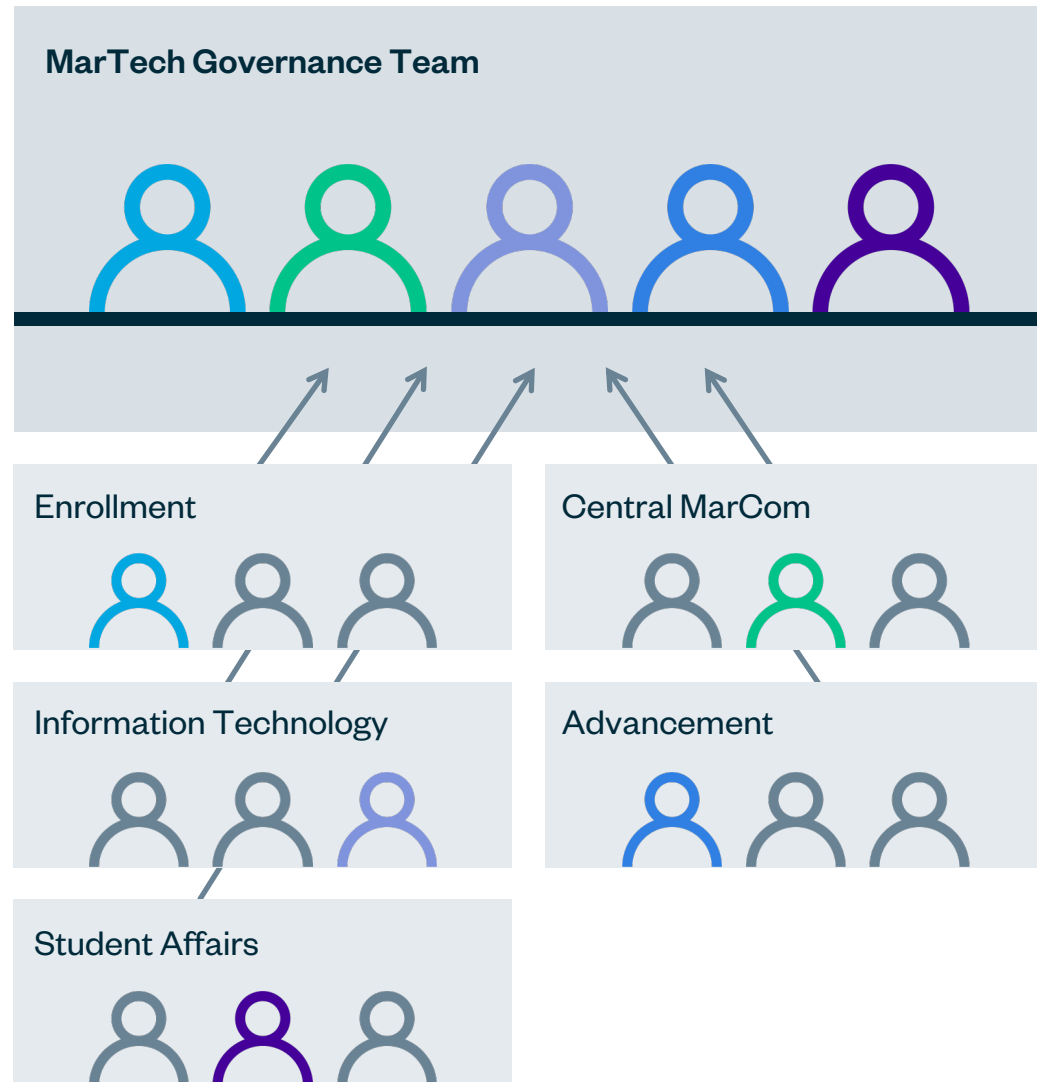 MarTech Governance Team
Enrollment
Central MarCom
Information Technology
Advancement
Student Affairs